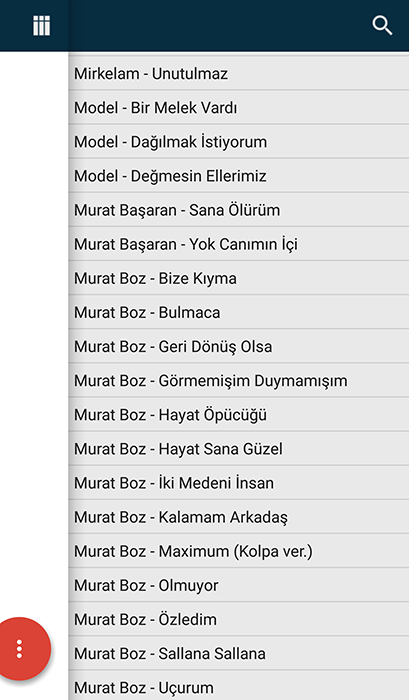 Mirkelam - Unutulmaz
Model - Bir Melek Vardı
Model - Dağılmak İstiyorum
Model - Değmesin Ellerimiz
Murat Başaran - Sana Ölürüm
Murat Başaran - Yok Canımın İçi
Murat Boz - Bize Kıyma
Murat Boz - Bulmaca
Murat Boz - Geri Dönüş Olsa
Murat Boz - Görmemişim Duymamışım
Murat Boz - Hayat Öpücüğü
Murat Boz - Hayat Sana Güzel
Murat Boz - İki Medeni İnsan
Murat Boz - Kalamam Arkadaş
Murat Boz - Maximum (Kolpa ver.)
Murat Boz - Olmuyor
Murat Boz - Özledim
Murat Boz - Sallana Sallana
Murat Boz - Uçurum